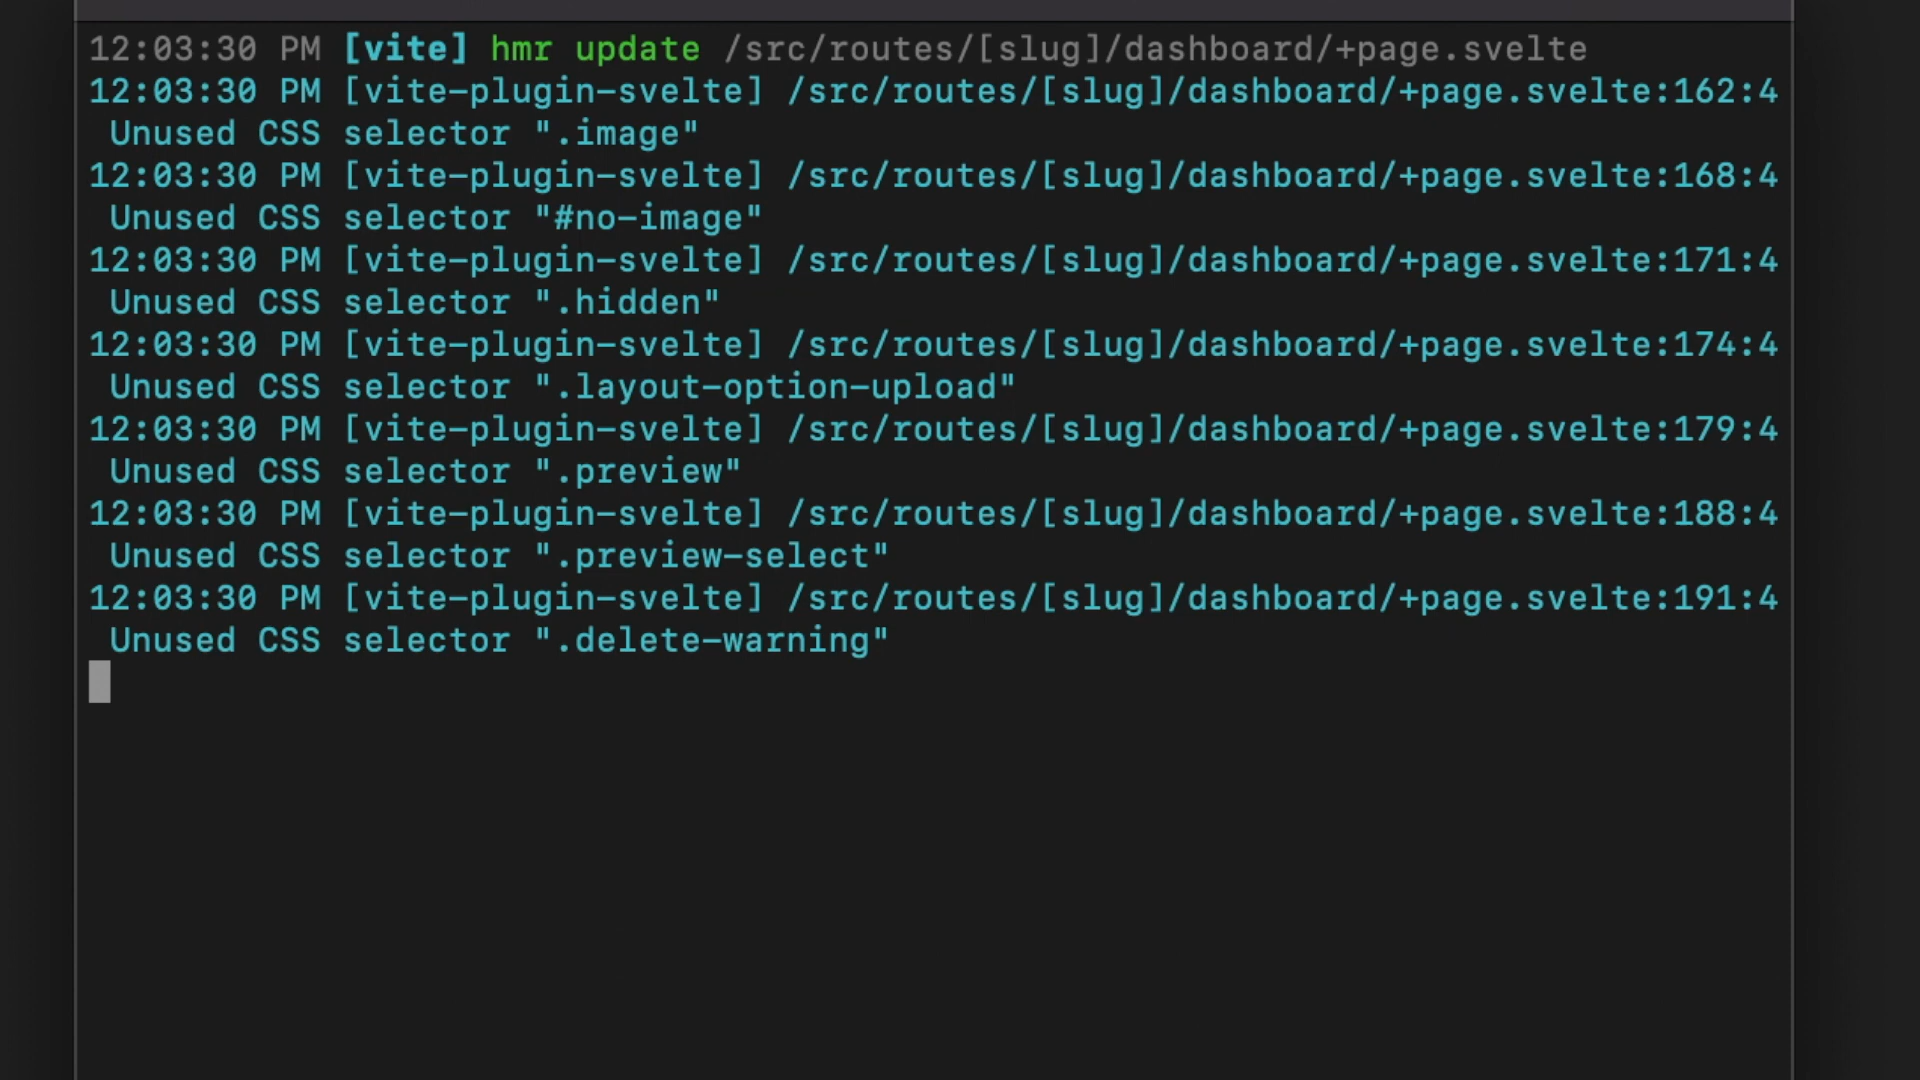 12:03:30 PM [vite] hmr update /src/routes/[slug]/dashboard/+page.svelte
12:03:30 PM [vite-plugin-svelte] /src/routes/[slug]/dashboard/+page.svelte:162:4
Unused CSS selector ".image"
12:03:30 PM [vite-plugin-svelte] /src/routes/[slug]/dashboard/+page.svelte:168:4
Unused CSS selector "#no-image"
12:03:30 PM [vite-plugin-svelte] /src/routes/[slug]/dashboard/+page.svelte:171:4
Unused CSS selector ".hidden"
12:03:30 PM [vite-plugin-svelte] /src/routes/[slug]/dashboard/+page.svelte:174:4
Unused CSS selector ".layout-option-upload"
12:03:30 PM [vite-plugin-svelte] /src/routes/[slug]/dashboard/+page.svelte:179:4
Unused CSS selector ".preview"
12:03:30 PM [vite-plugin-svelte] /src/routes/[slug]/dashboard/+page.svelte:188:4
Unused CSS selector ".preview-select"
12:03:30 PM [vite-plugin-svelte] /src/routes/[slug]/dashboard/+page.svelte:191:4
Unused CSS selector ".delete-warning"